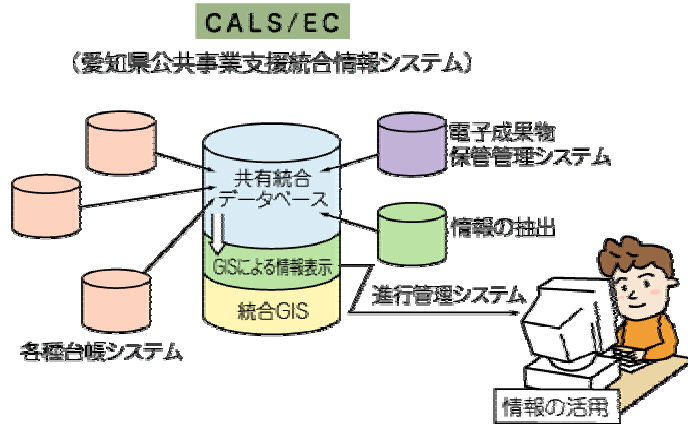 CALS/EC
（愛知県公共事業支援統合情報システム）
電子成果物
保管管理システム
共有統合
データベース
情報の抽出
GISによる情報表示
進行管理システム
統合GIS
各種台帳システム
情報の活用